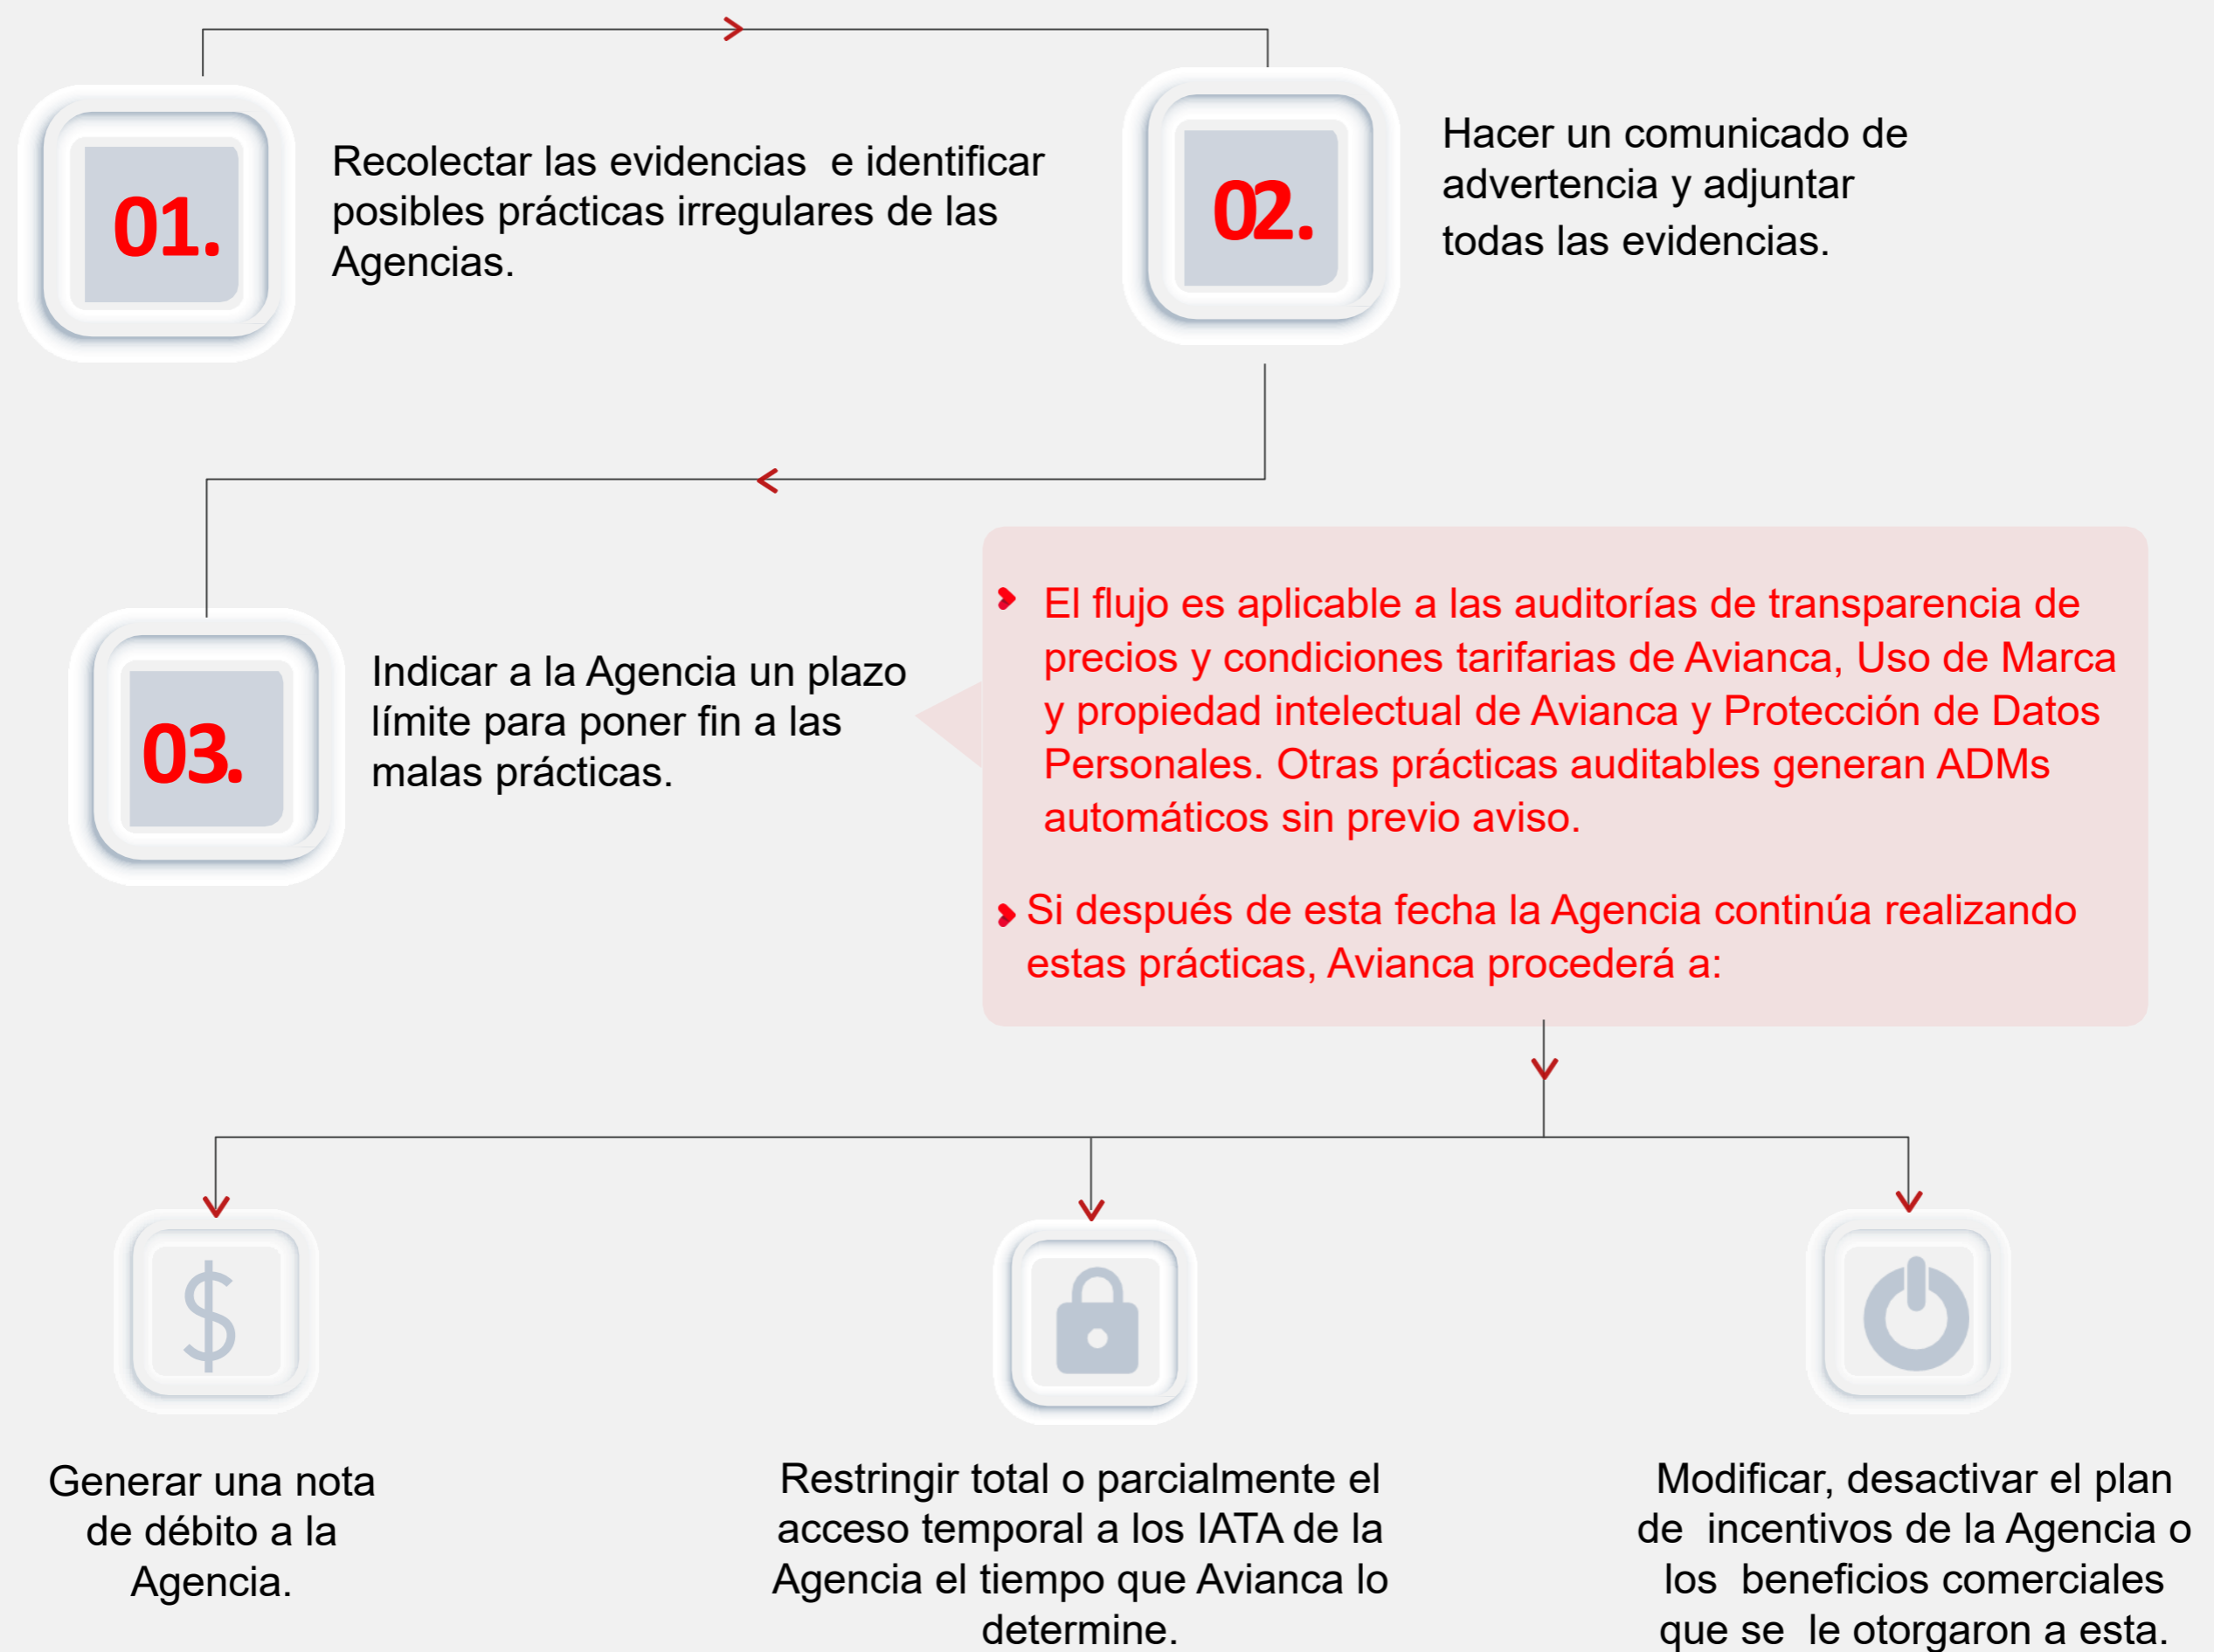 01.
Recolectar las evidencias  e identificar
posibles prácticas irregulares de las
Agencias.
02.
Hacer un comunicado de
advertencia y adjuntar
todas las evidencias.
03.
Indicar a la Agencia un plazo
límite para poner fin a las
malas prácticas.
El flujo es aplicable a las auditorías de transparencia de
precios y condiciones tarifarias de Avianca, Uso de Marca
y propiedad intelectual de Avianca y Protección de Datos
Personales. Otras prácticas auditables generan ADMs
automáticos sin previo aviso.
Si después de esta fecha la Agencia continúa realizando
estas prácticas, Avianca procederá a:
$
Generar una nota
de débito a la
Agencia.
Restringir total o parcialmente el
acceso temporal a los IATA de la
Agencia el tiempo que Avianca lo
determine.
Modificar, desactivar el plan
de  incentivos de la Agencia o
los  beneficios comerciales
que se  le otorgaron a esta.